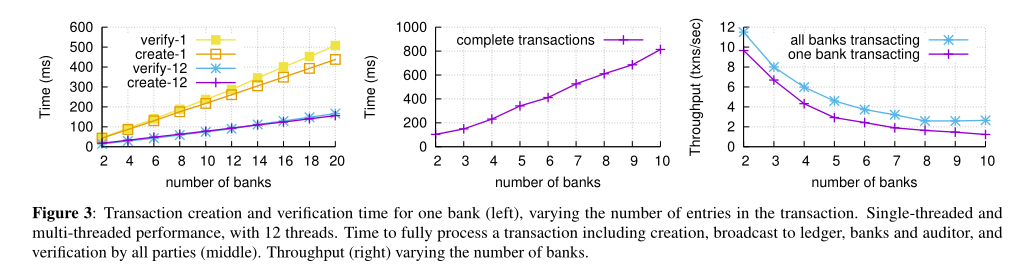 600
500
400
300
200
100
0
Time (ms)
verify-1
create-1
verify-12
create-12
2 4 6 8 10 12 14 16 18 20
number of banks
1000
800
600
400
200
0
Time (ms)
complete transactions
2 3 4 5 6 7 8 9 10
number of banks
12
10
8
6
4
2
0
Throughput (txns/sec)
all banks transacting
one bank transacting
2 3 4 5 6 7 8 9 10
number of banks
Figure 3: Transaction creation and verification time for one bank (left), varying the number of entries in the transaction. Single-threaded and
multi-threaded performance, with 12 threads. Time to fully process a transaction including creation, broadcast to ledger, banks and auditor, and
verification by all parties (middle). Throughput (right) varying the number of banks.